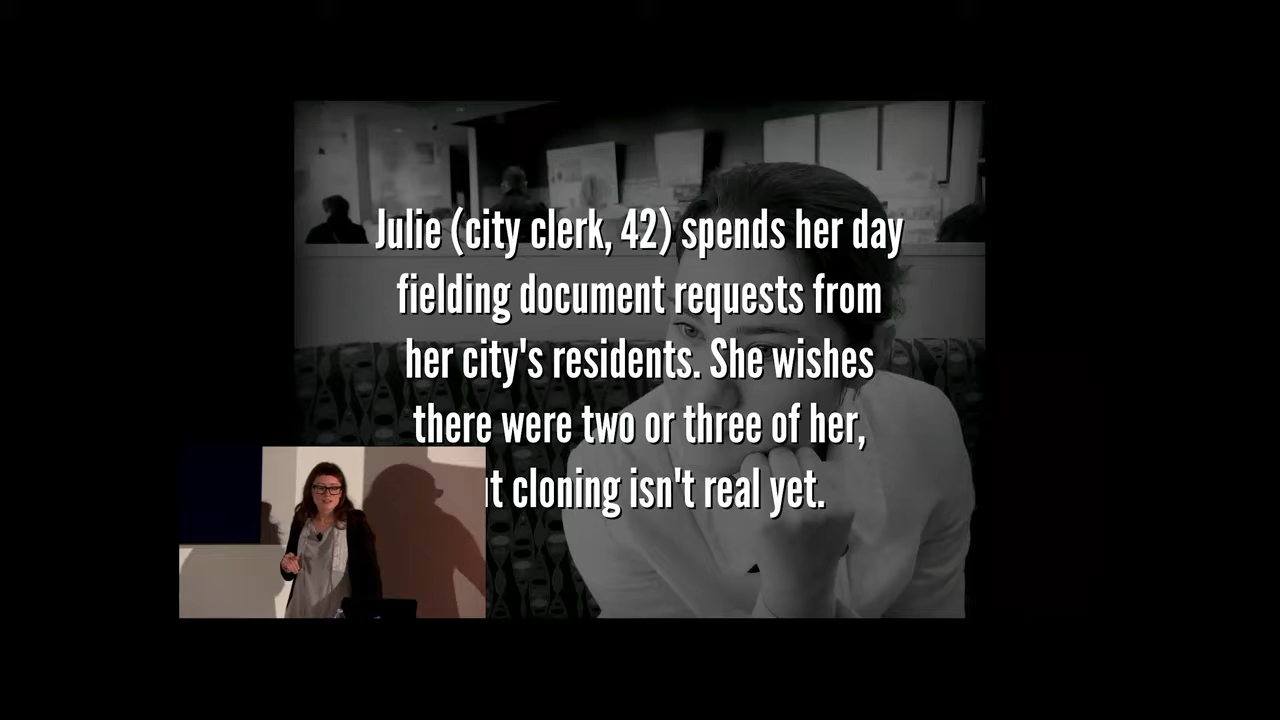 Julie (city clerk, 42) spends her day
fielding document requests from
her city's residents. She wishes
there were two or three of her,
cloning isn't real yet.